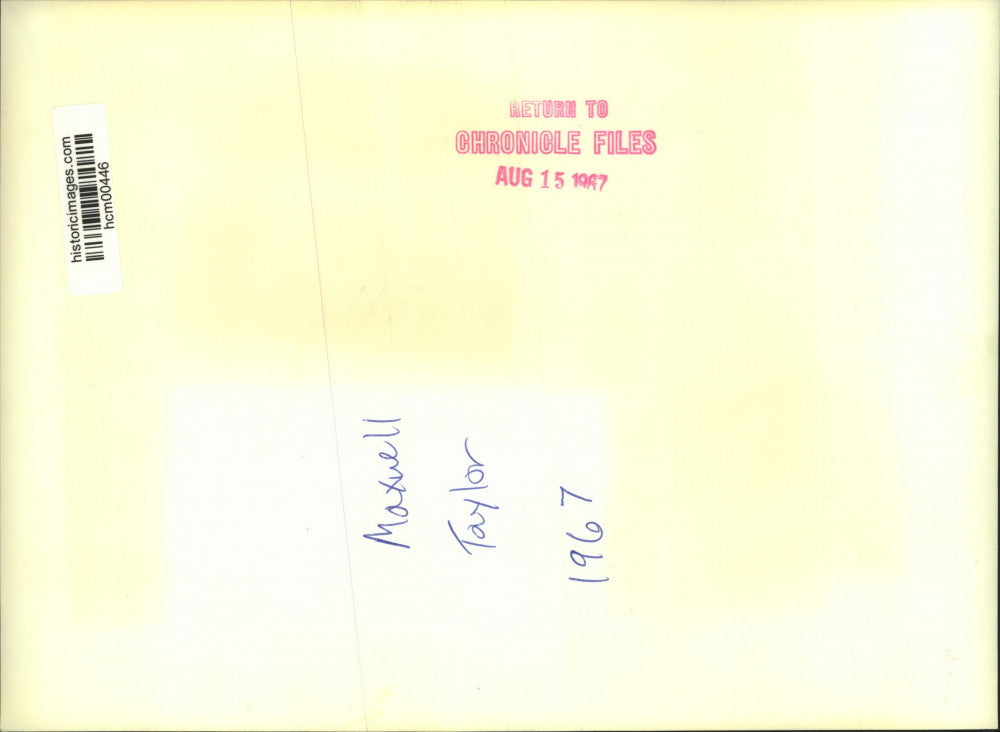 historicimages.com
hcm00446
RETURN TO
CHRONICLE FILES
AUG 15 1967
Maxwell
Taylor
1967